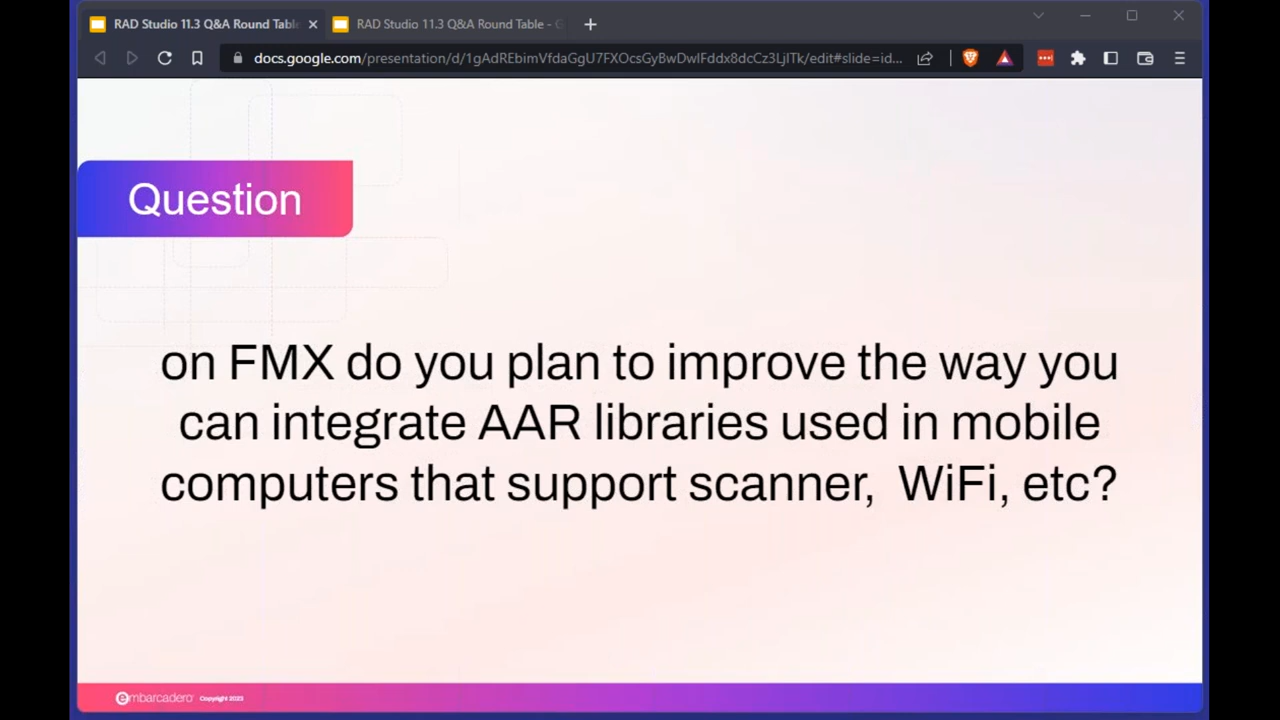 RAD Studio 11.3 Q&A Round Table
RAD Studio 11.3 Q&A Round Table - G
docs.google.com/presentation/d/1gAdREbimVfdaGgU7FXOcsGyBwDwIFddx8dcCz3LjITk/edit#slide=id...
Question
on FMX do you plan to improve the way you
can integrate AAR libraries used in mobile
computers that support scanner, WiFi, etc?
embarcadero Copyright 2023